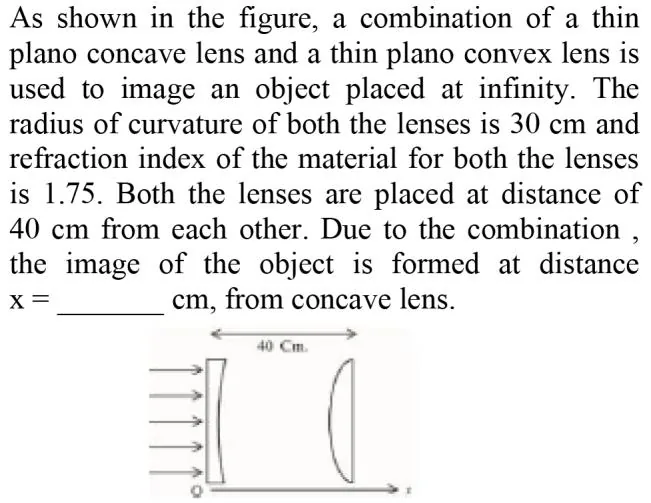 As shown in the figure, a combination of a thin
plano concave lens and a thin plano convex lens is
used to image an object placed at infinity. The
radius of curvature of both the lenses is 30 cm and
refraction index of the material for both the lenses
is 1.75. Both the lenses are placed at distance of
40 cm from each other. Due to the combination ,
the image of the object is formed at distance
x = ________ cm, from concave lens.
40 Cm.
O
x